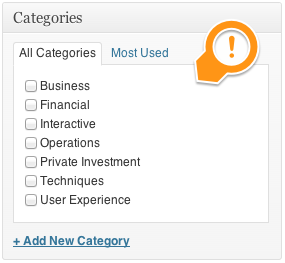 Categories
All Categories Most Used
!
Business
Financial
Interactive
Operations
Private Investment
Techniques
User Experience
+ Add New Category